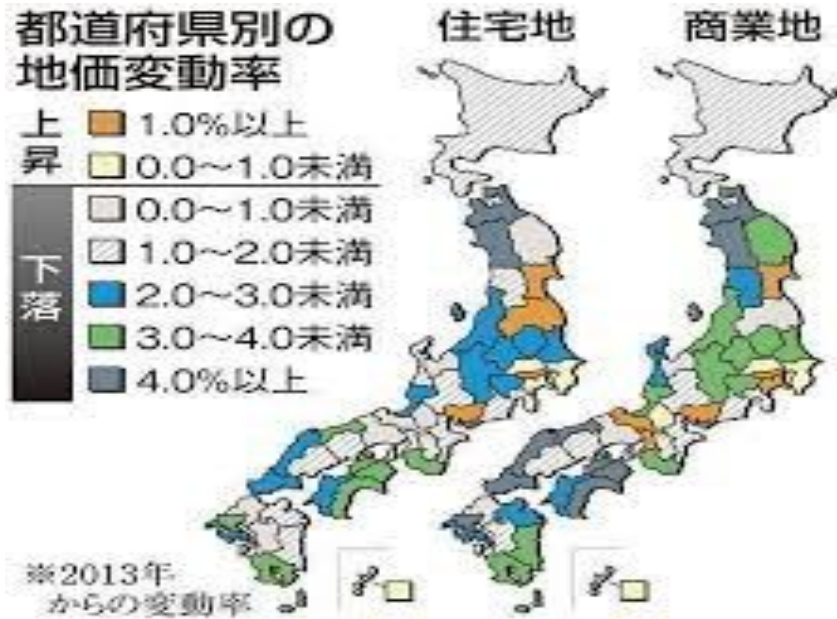 都道府県別の
地価変動率
住宅地
商業地
上昇
1.0%以上
0.0〜1.0未満
下落
0.0〜1.0未満
1.0〜2.0未満
2.0〜3.0未満
3.0〜4.0未満
4.0%以上
※2013年
からの変動率